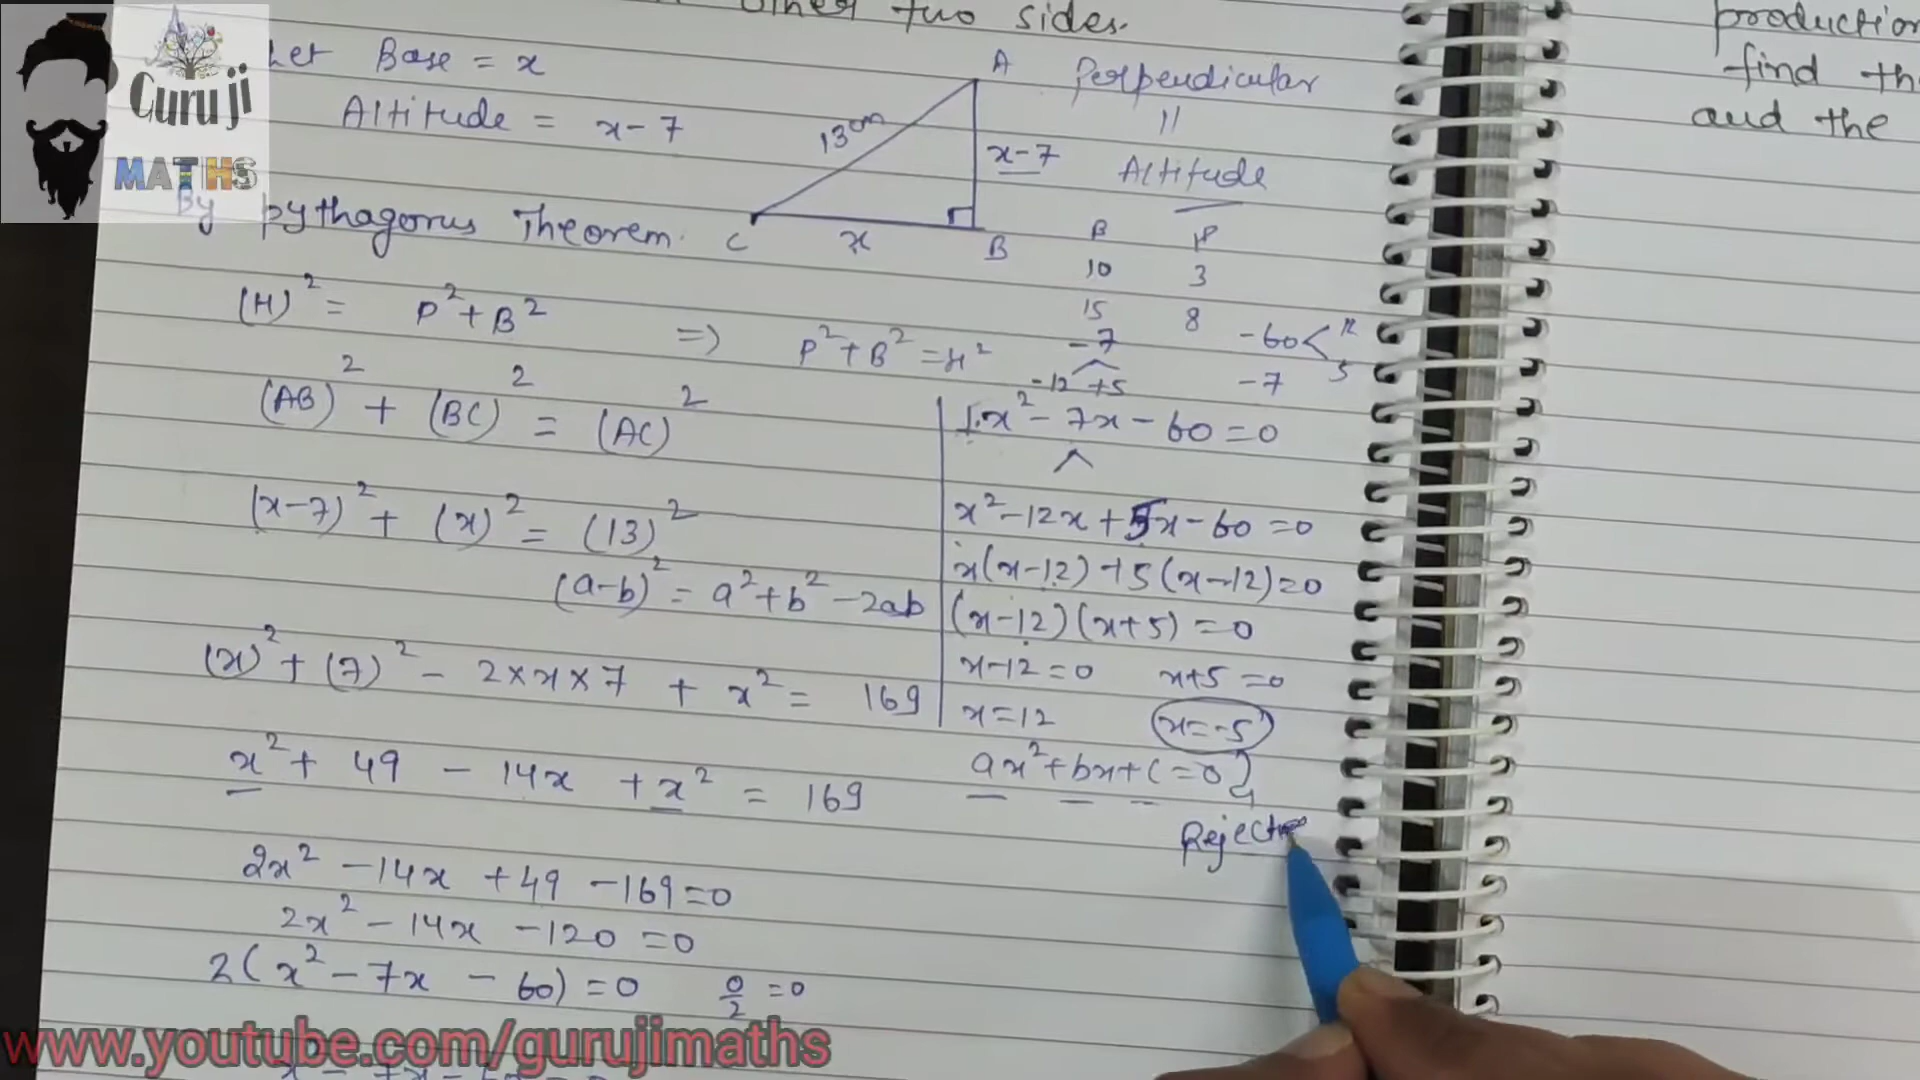 other two sides.
Guru ji
MATHS
Let Base = x
Altitude = x-7
By pythagorus Theorem.
A
13cm
x-7
C
x
B
Perpendicular
॥
Altitude
B P
10 3
15 8
(H)² = P² + B² => P² + B² = H²
-7
-12 +5
-60 < 12
5
-7
(AB)² + (BC)² = (AC)²
(x-7)² + (x)² = (13)²
(a-b)² = a² + b² - 2ab
(x)² + (7)² - 2×x×7 + x² = 169
x² + 49 - 14x + x² = 169
2x² - 14x + 49 - 169 = 0
2x² - 14x - 120 = 0
2(x² - 7x - 60) = 0 0/2 = 0
1.x² - 7x - 60 = 0
x² - 12x + 5x - 60 = 0
x(x-12) + 5(x-12) = 0
(x-12)(x+5) = 0
x-12 = 0 x+5 = 0
x = 12 x = -5
ax² + bx + c = 0
Rejecte
production
find th
and the
www.youtube.com/gurujimaths